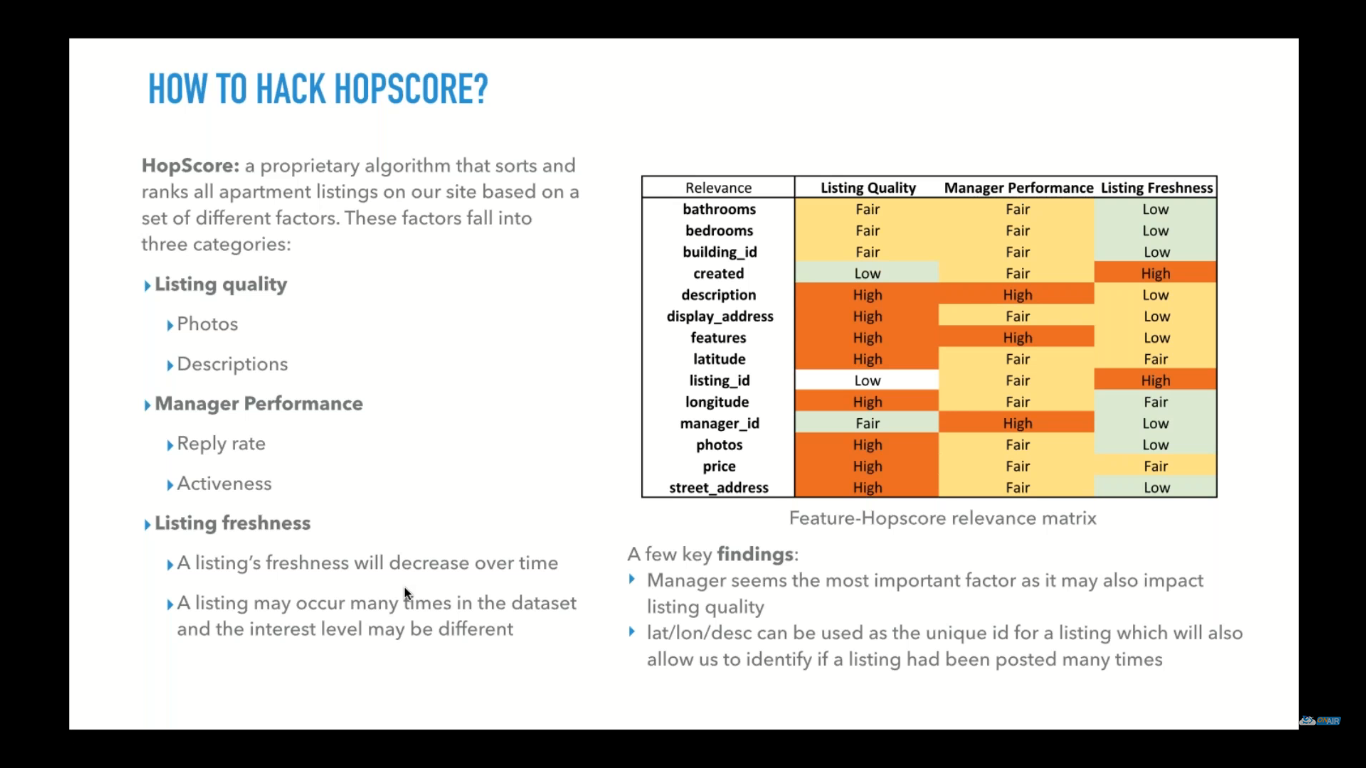 HOW TO HACK HOPSCORE?
HopScore: a proprietary algorithm that sorts and
ranks all apartment listings on our site based on a
set of different factors. These factors fall into
three categories:
Listing quality
Photos
Descriptions
Manager Performance
Reply rate
Activeness
Listing freshness
A listing’s freshness will decrease over time
A listing may occur many times in the dataset
and the interest level may be different
Relevance Listing Quality Manager Performance Listing Freshness
bathrooms Fair Fair Low
bedrooms Fair Fair Low
building_id Fair Fair Low
created Low Fair High
description High High Low
display_address High Fair Low
features High High Low
latitude High Fair Fair
listing_id Low Fair High
longitude High Fair Fair
manager_id Fair High Low
photos High Fair Low
price High Fair Fair
street_address High Fair Low
Feature-Hopscore relevance matrix
A few key findings:
Manager seems the most important factor as it may also impact
listing quality
lat/lon/desc can be used as the unique id for a listing which will also
allow us to identify if a listing had been posted many times